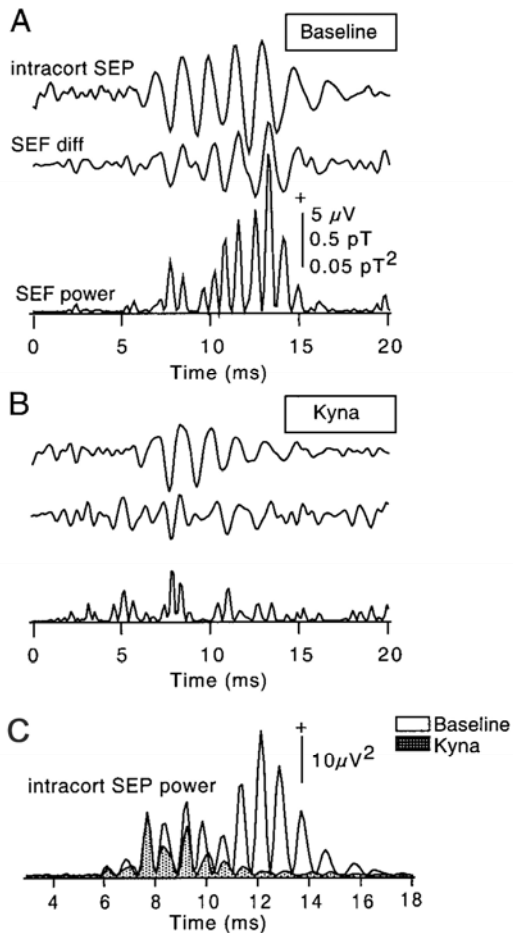 A
Baseline
intracort SEP
SEF diff
+
5 µV
0.5 pT
0.05 pT²
SEF power
0 5 10 15 20
Time (ms)
B
Kyna
0 5 10 15 20
Time (ms)
C
Baseline
Kyna
+
10µV²
intracort SEP power
4 6 8 10 12 14 16 18
Time (ms)